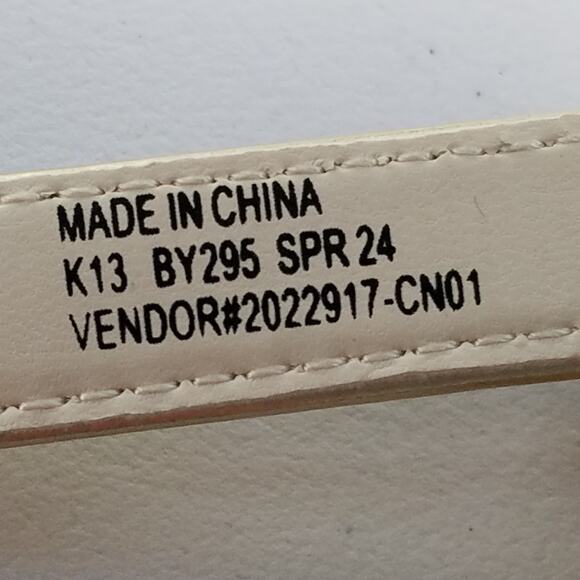 MADE IN CHINA
K13 BY295 SPR 24
VENDOR#2022917-CN01